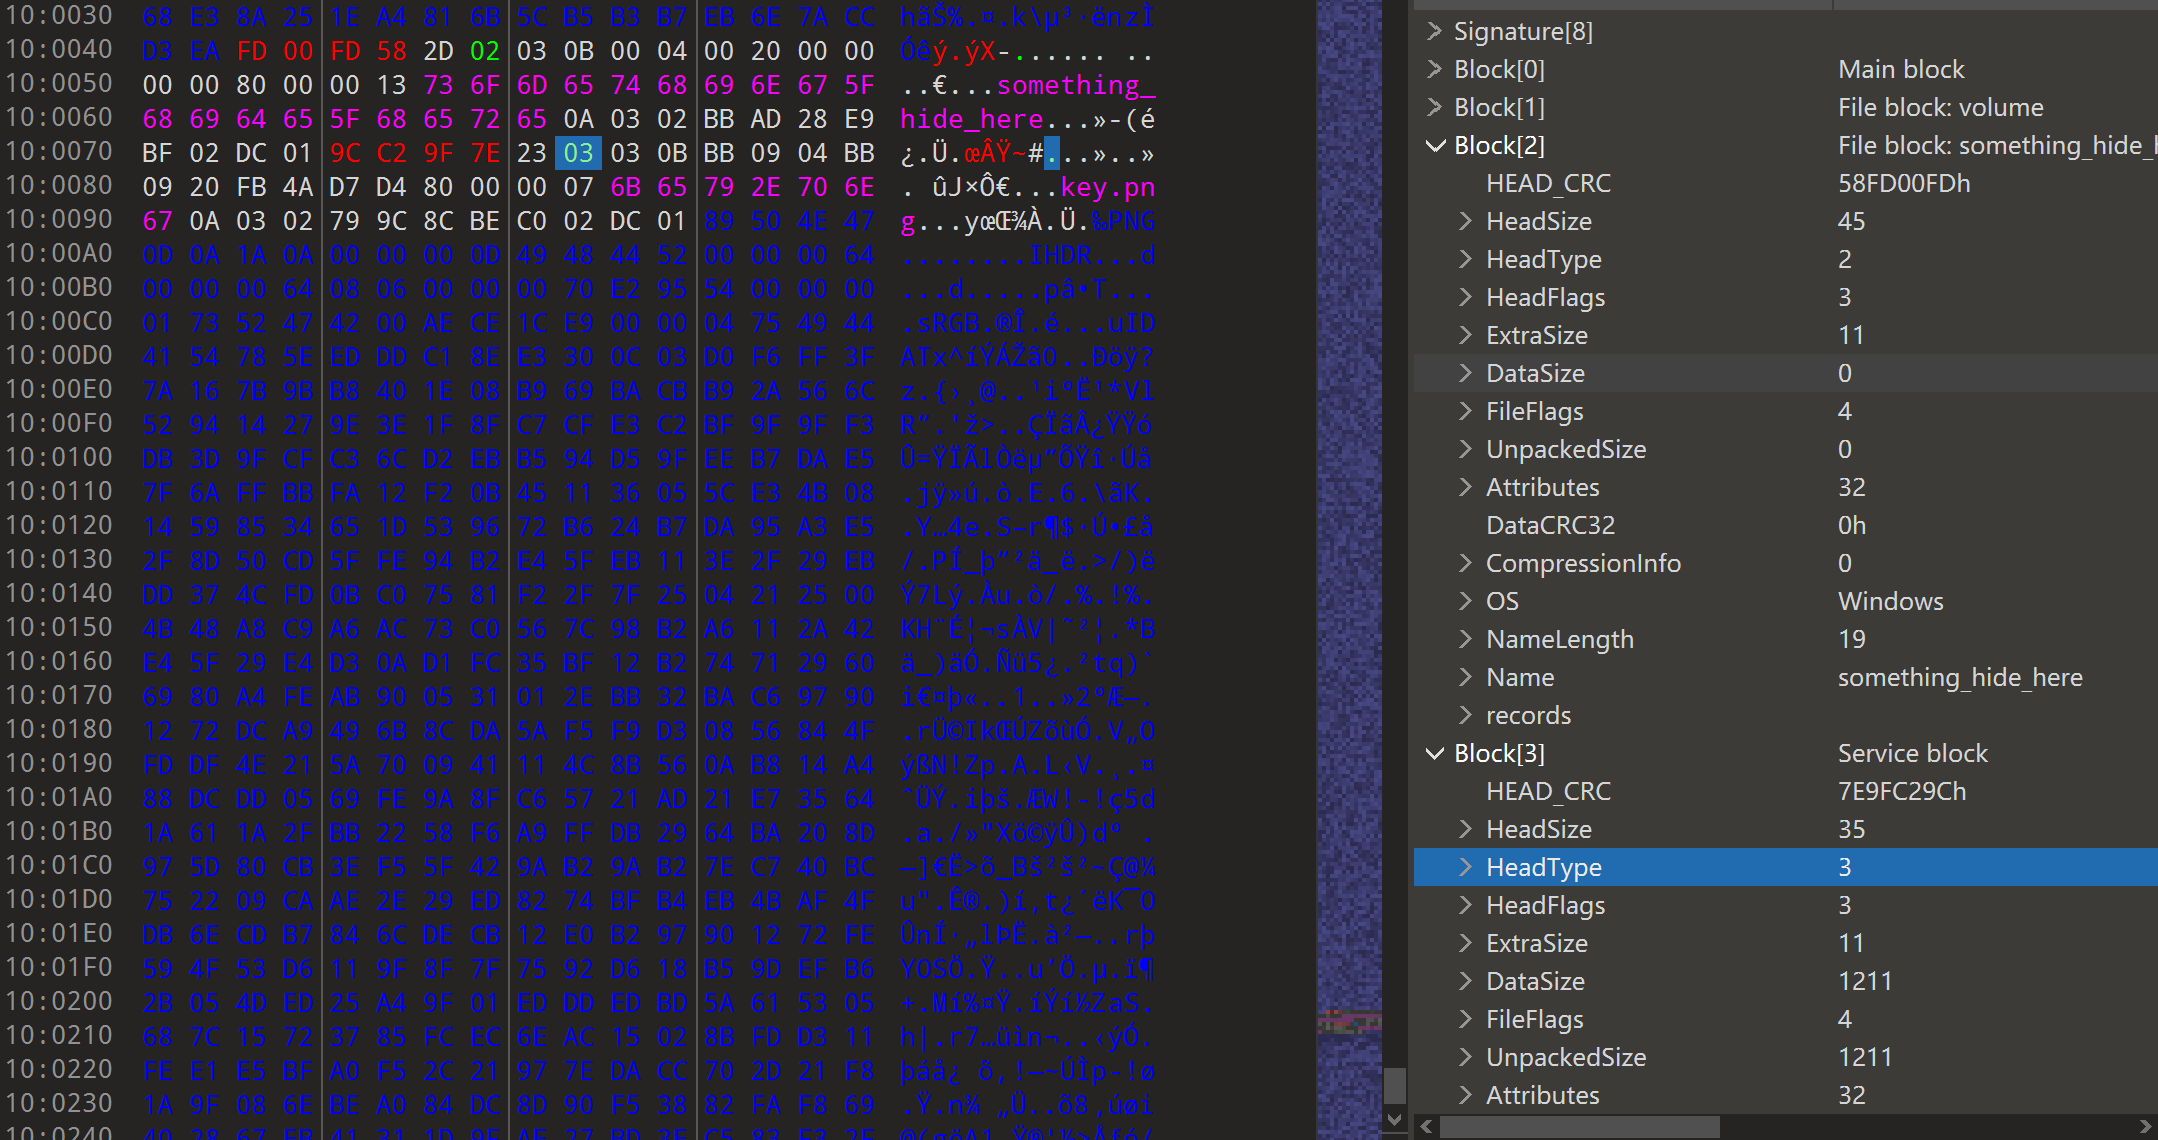 10:0030 68 E3 8A 25 1E A4 81 6B 5C B5 B3 B7 EB 6E 7A CC hãŠ%.¤.k\µ³·ënzÌ
10:0040 D3 EA FD 00 FD 58 2D 02 03 0B 00 04 00 20 00 00 Óêý.ýX-...... ..
10:0050 00 00 80 00 00 13 73 6F 6D 65 74 68 69 6E 67 5F ..€...something_
10:0060 68 69 64 65 5F 68 65 72 65 0A 03 02 BB AD 28 E9 hide_here...»-(é
10:0070 BF 02 DC 01 9C C2 9F 7E 23 03 03 0B BB 09 04 BB ¿.Ü.œÂŸ~#...»..»
10:0080 09 20 FB 4A D7 D4 80 00 00 07 6B 65 79 2E 70 6E . ûJ×Ô€...key.pn
10:0090 67 0A 03 02 79 9C 8C BE C0 02 DC 01 89 50 4E 47 g...yœŒ¾À.Ü.‰PNG
10:00A0 0D 0A 1A 0A 00 00 00 0D 49 48 44 52 00 00 00 64 ........IHDR...d
10:00B0 00 00 00 64 08 06 00 00 00 70 E2 95 54 00 00 00 ...d.....pâ•T...
10:00C0 01 73 52 47 42 00 AE CE 1C E9 00 00 04 75 49 44 .sRGB.®Î.é...uID
10:00D0 41 54 78 5E ED DD C1 8E E3 30 0C 03 D0 F6 FF 3F ATx^íÝÁŽã0..Ðöÿ?
10:00E0 7A 16 7B 9B B8 40 1E 08 B9 69 BA CB B9 2A 56 6C z.{›¸@..¹iºË¹*Vl
10:00F0 52 94 14 27 9E 3E 1F 8F C7 CF E3 C2 BF 9F 9F F3 R”.'ž>..ÇÏã¿ŸŸó
10:0100 DB 3D 9F CF C3 6C D2 EB B5 94 D5 9F EE B7 DA E5 Û=ŸÏÃlÒëµ”ÕŸî·Úå
10:0110 7F 6A FF BB FA 12 F2 0B 45 11 36 05 5C E3 4B 08 .jÿ»ú.ò.E.6.\ãK.
10:0120 14 59 85 34 65 1D 53 96 72 B6 24 B7 DA 95 A3 E5 .Y…4e.S–r¶$·Ú•£å
10:0130 2F 8D 50 CD 5F FE 94 B2 E4 5F EB 11 3E 2F 29 EB /.PÍ_þ”²ä_ë.>/)ë
10:0140 DD 37 4C FD 0B C0 75 81 F2 2F 7F 25 04 21 25 00 Ý7Lý.Àu.ò/.%.!%.
10:0150 4B 48 A8 C9 A6 AC 73 C0 56 7C 98 B2 A6 11 2A 42 KH¨É¦¬sÀV|˜²¦.*B
10:0160 E4 5F 29 E4 D3 0A D1 FC 35 BF 12 B2 74 71 29 60 ä_)äÓ.Ñü5¿.²tq)`
10:0170 69 80 A4 FE AB 90 05 31 01 2E BB 32 BA C6 97 90 i€¤þ«..1..»2ºÆ—.
10:0180 12 72 DC A9 49 6B 8C DA 5A F5 F9 D3 08 56 84 4F .rÜ©IkŒÚZõùÓ.V„O
10:0190 FD DF 4E 21 5A 70 09 41 11 4C 8B 56 0A B8 14 A4 ýßN!Zp.A.L‹V.¸.¤
10:01A0 88 DC DD 05 69 FE 9A 8F C6 57 21 AD 21 E7 35 64 ˆÜÝ.iþš.ÆW!-!ç5d
10:01B0 1A 61 1A 2F BB 22 58 F6 A9 FF DB 29 64 BA 20 8D .a./»"Xö©ÿÛ)dº .
10:01C0 97 5D 80 CB 3E F5 5F 42 9A B2 9A B2 7E C7 40 BC —]€Ë>õ_Bš²š²~Ç@¼
10:01D0 75 22 09 CA AE 2E 29 ED 82 74 BF B4 EB 4B AF 4F u".Ê®.)í‚t¿´ëK¯O
10:01E0 DB 6E CD B7 84 6C DE CB 12 E0 B2 97 90 12 72 FE ÛnÍ·„lÞË.à²—..rþ
10:01F0 59 4F 53 D6 11 9F 8F 7F 75 92 D6 18 B5 9D EF B6 YOSÖ.Ÿ..u’Ö.µ.ï¶
10:0200 2B 05 4D ED 25 A4 9F 01 ED DD ED BD 5A 61 53 05 +.Mí%¤Ÿ.íÝí½ZaS.
10:0210 68 7C 15 72 37 85 FC EC 6E AC 15 02 8B FD D3 11 h|.r7…üìn¬..‹ýÓ.
10:0220 FE E1 E5 BF A0 F5 2C 21 97 7E DA CC 70 2D 21 F8 þáå¿ õ,!—~ÚÌp-!ø
10:0230 1A 9F 08 6E BE A0 84 DC 8D 90 F5 38 82 FA F8 69 .Ÿ.n¾ „Ü..õ8‚úøi
10:0240
Signature[8]
Block[0] Main block
Block[1] File block: volume
Block[2] File block: something_hide_
HEAD_CRC 58FD00FDh
HeadSize 45
HeadType 2
HeadFlags 3
ExtraSize 11
DataSize 0
FileFlags 4
UnpackedSize 0
Attributes 32
DataCRC32 0h
CompressionInfo 0
OS Windows
NameLength 19
Name something_hide_here
records
Block[3] Service block
HEAD_CRC 7E9FC29Ch
HeadSize 35
HeadType 3
HeadFlags 3
ExtraSize 11
DataSize 1211
FileFlags 4
UnpackedSize 1211
Attributes 32